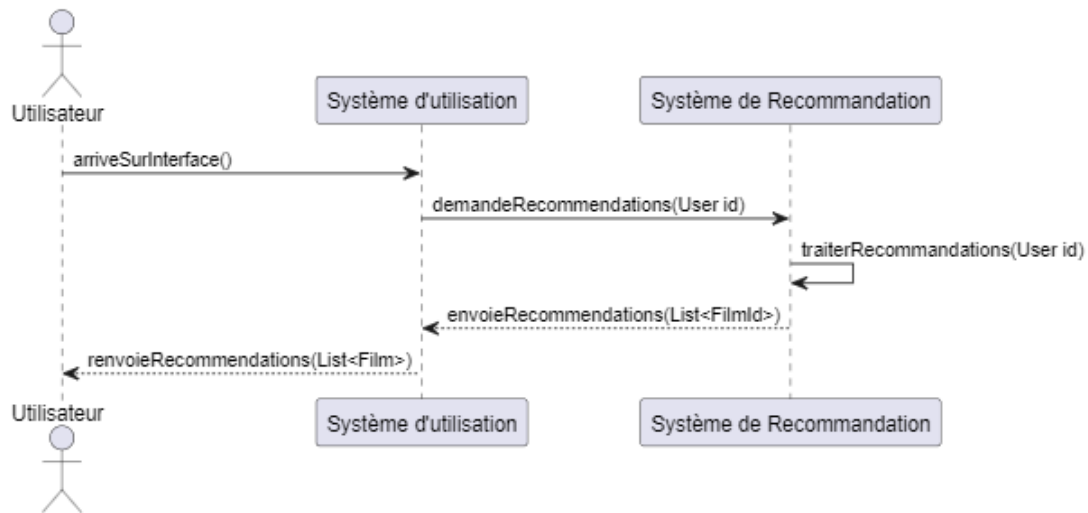 Utilisateur
Système d'utilisation
Système de Recommandation
arriveSurInterface()
demandeRecommendations(User id)
traiterRecommandations(User id)
envoieRecommendations(List<FilmId>)
renvoieRecommendations(List<Film>)
Utilisateur
Système d'utilisation
Système de Recommandation